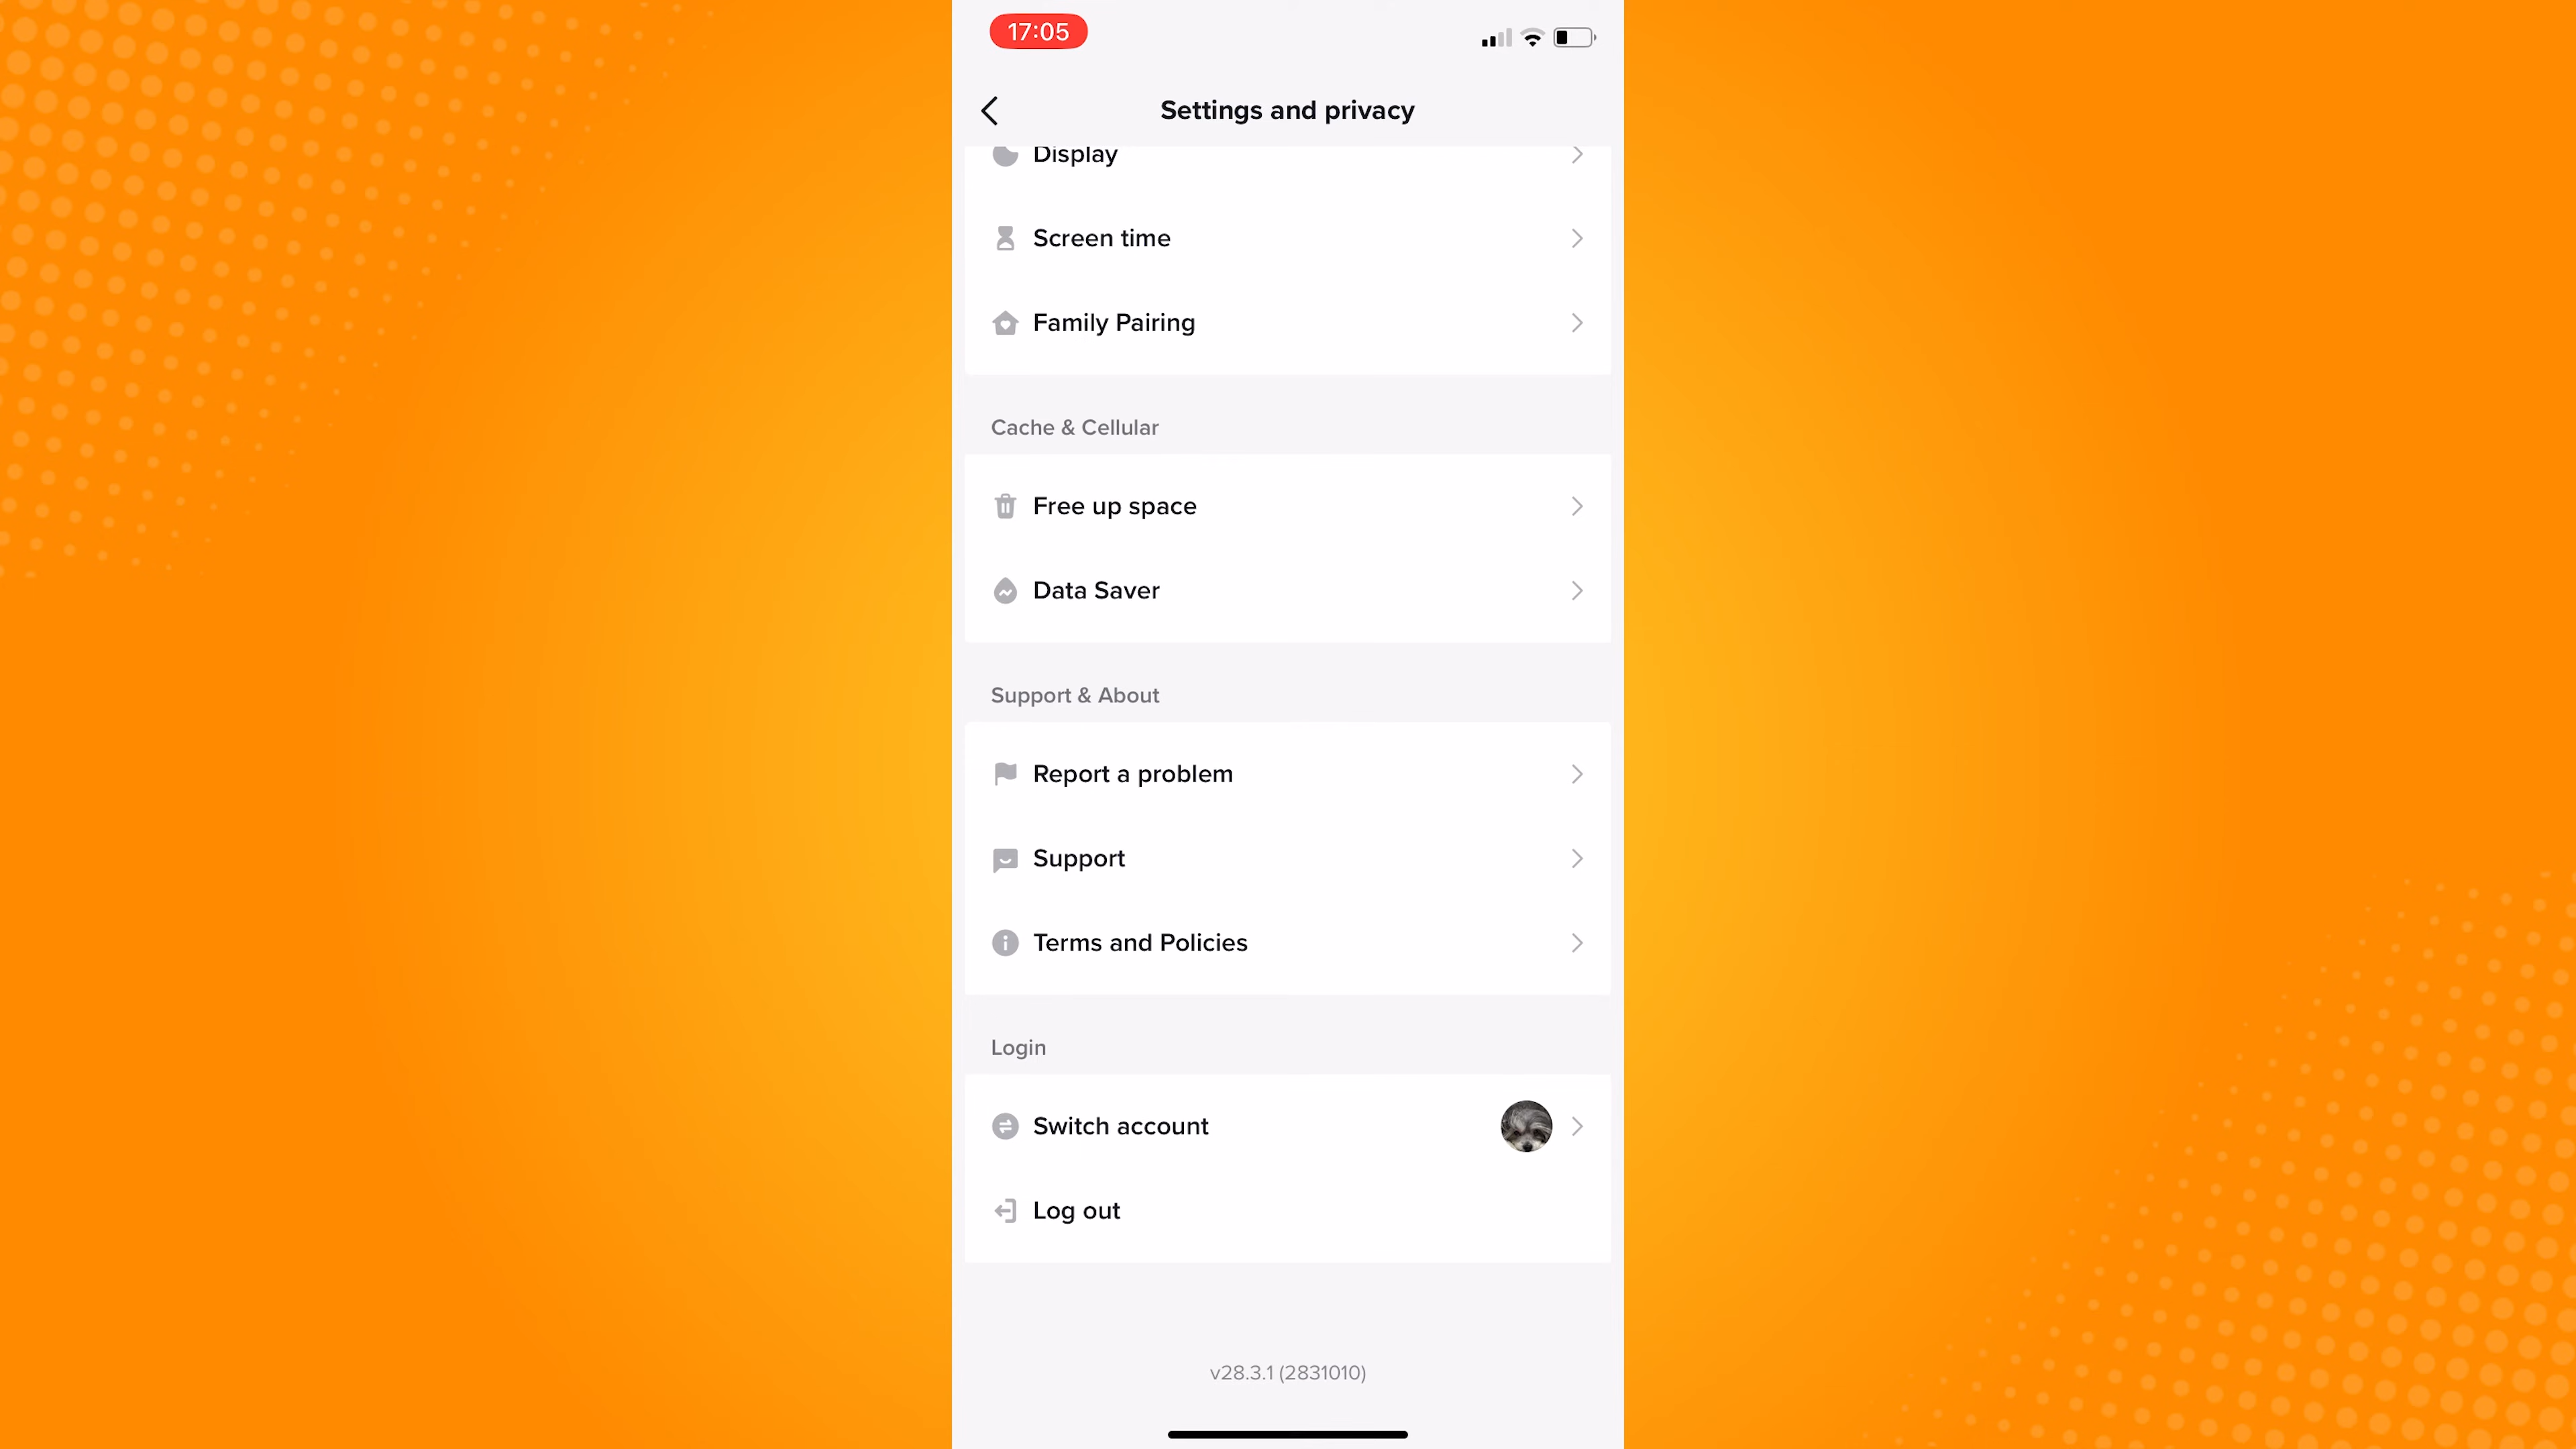 17:05
Settings and privacy
Display
Screen time
Family Pairing
Cache & Cellular
Free up space
Data Saver
Support & About
Report a problem
Support
Terms and Policies
Login
Switch account
Log out
v28.3.1 (2831010)